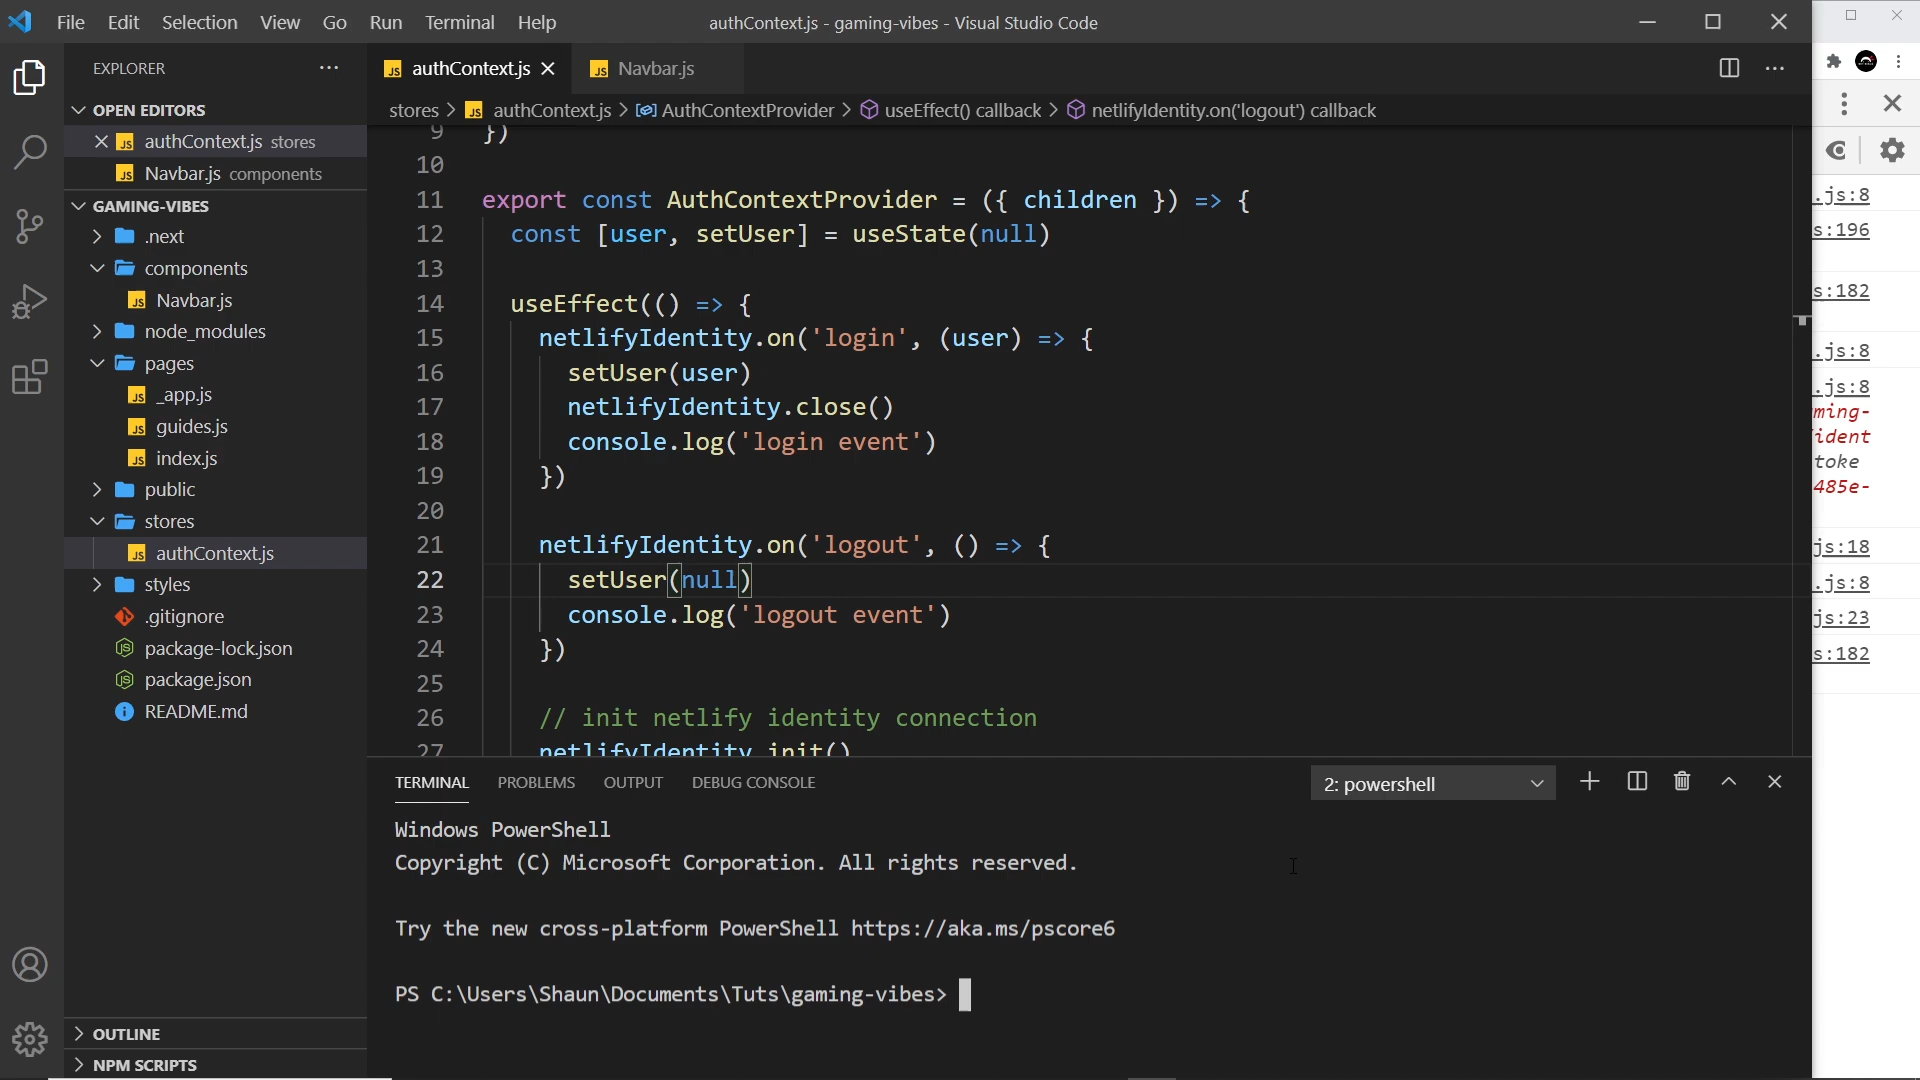 File Edit Selection View Go Run Terminal Help
authContext.js - gaming-vibes - Visual Studio Code
EXPLORER
OPEN EDITORS
authContext.js stores
Navbar.js components
GAMING-VIBES
.next
components
Navbar.js
node_modules
pages
_app.js
guides.js
index.js
public
stores
authContext.js
styles
.gitignore
package-lock.json
package.json
README.md
OUTLINE
NPM SCRIPTS
authContext.js
Navbar.js
stores > authContext.js > AuthContextProvider > useEffect() callback > netlifyIdentity.on('logout') callback
9 })
10
11 export const AuthContextProvider = ({ children }) => {
12 const [user, setUser] = useState(null)
13
14 useEffect(() => {
15 netlifyIdentity.on('login', (user) => {
16 setUser(user)
17 netlifyIdentity.close()
18 console.log('login event')
19 })
20
21 netlifyIdentity.on('logout', () => {
22 setUser(null)
23 console.log('logout event')
24 })
25
26 // init netlify identity connection
27 netlifyIdentity.init()
TERMINAL PROBLEMS OUTPUT DEBUG CONSOLE
2: powershell
Windows PowerShell
Copyright (C) Microsoft Corporation. All rights reserved.
Try the new cross-platform PowerShell https://aka.ms/pscore6
PS C:\Users\Shaun\Documents\Tuts\gaming-vibes>
.js:8
s:196
s:182
.js:8
.js:8
ming-
ident
toke
485e-
js:18
.js:8
js:23
s:182